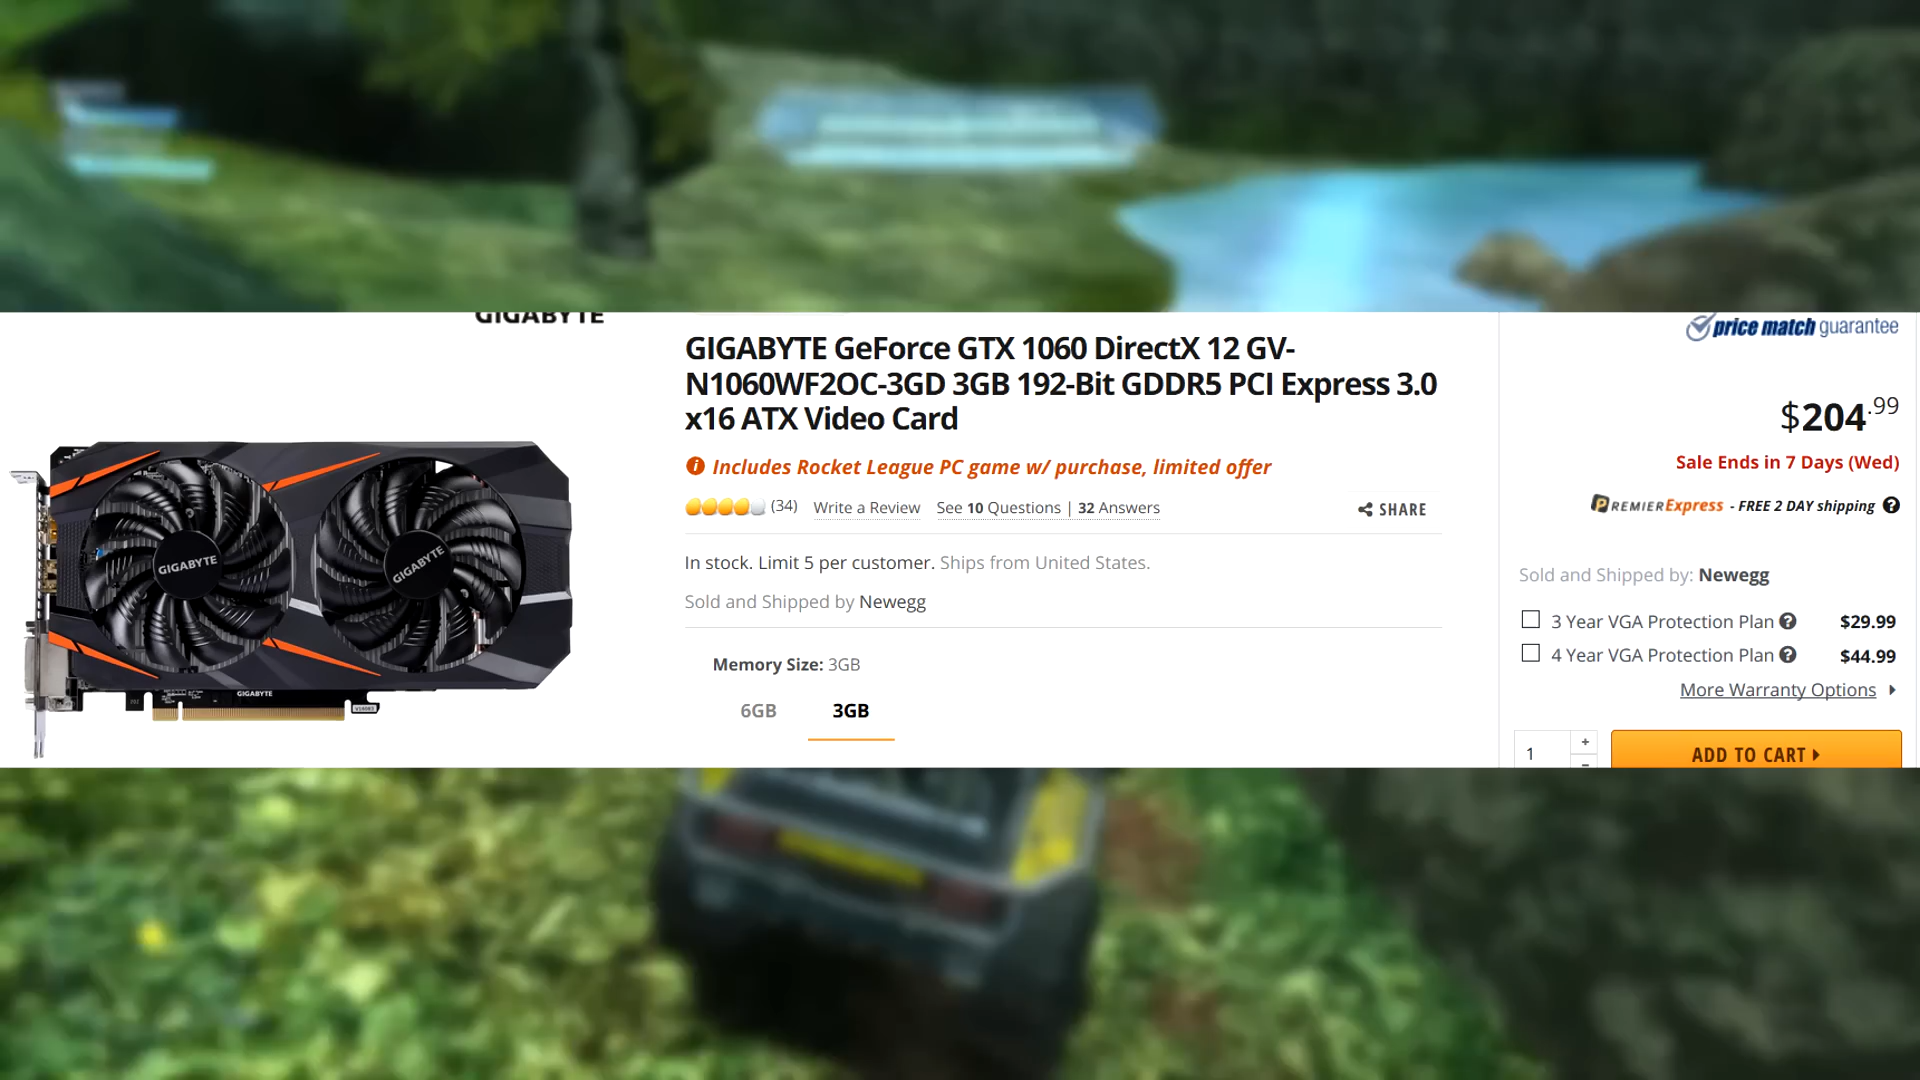 GIGABYTE
GIGABYTE GeForce GTX 1060 DirectX 12 GV-
N1060WF2OC-3GD 3GB 192-Bit GDDR5 PCI Express 3.0
x16 ATX Video Card
Includes Rocket League PC game w/ purchase, limited offer
(34) Write a Review See 10 Questions | 32 Answers
SHARE
In stock. Limit 5 per customer. Ships from United States.
Sold and Shipped by Newegg
Memory Size: 3GB
6GB 3GB
GIGABYTE
GIGABYTE
GIGABYTE
price match guarantee
$204.99
Sale Ends in 7 Days (Wed)
PREMIER Express - FREE 2 DAY shipping ?
Sold and Shipped by: Newegg
3 Year VGA Protection Plan ? $29.99
4 Year VGA Protection Plan ? $44.99
More Warranty Options
1 + -
ADD TO CART